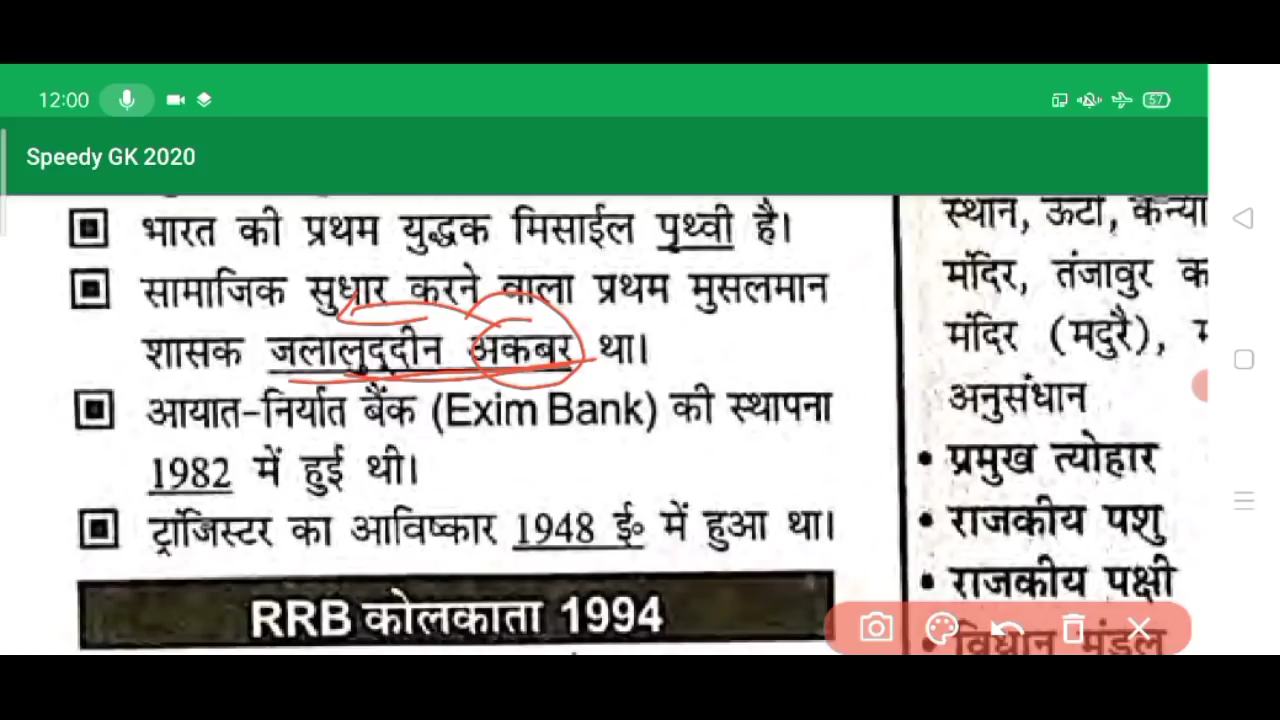 12:00
57
Speedy GK 2020
भारत की प्रथम युद्धक मिसाईल पृथ्वी है।
सामाजिक सुधार करने वाला प्रथम मुसलमान
शासक जलालुद्दीन अकबर था।
आयात-निर्यात बैंक (Exim Bank) की स्थापना
1982 में हुई थी।
ट्रांजिस्टर का आविष्कार 1948 ई॰ में हुआ था।
RRB कोलकाता 1994
स्थान, ऊटी,
मंदिर, तंजावुर
मंदिर (मदुरै),
अनुसंधान
• प्रमुख त्योहार
• राजकीय पशु
• राजकीय पक्षी
• विधान मंडल